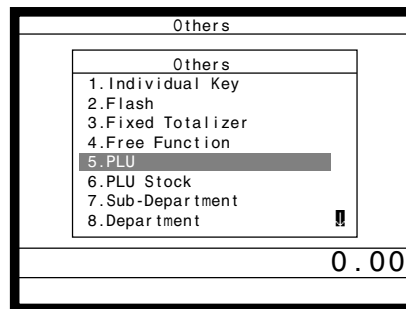 Others
Others
1.Individual Key
2.Flash
3.Fixed Totalizer
4.Free Function
5.PLU
6.PLU Stock
7.Sub-Department
8.Department
0.00